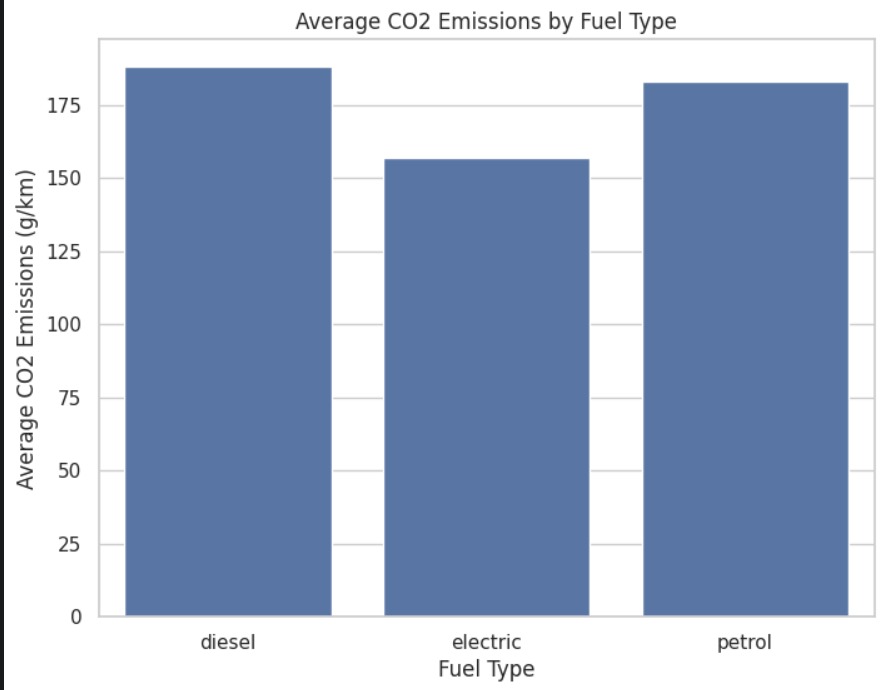 Average CO2 Emissions by Fuel Type
Average CO2 Emissions (g/km)
175
150
125
100
75
50
25
0
diesel electric petrol
Fuel Type